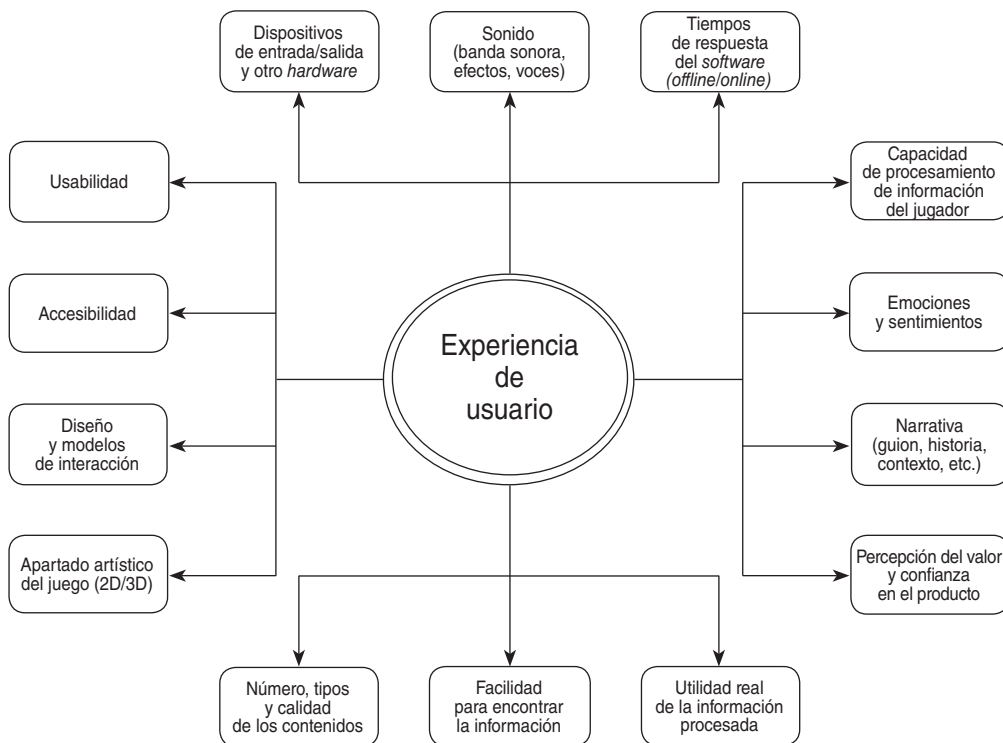 Dispositivos
de entrada/salida
y otro hardware
Sonido
(banda sonora,
efectos, voces)
Tiempos
de respuesta
del software
(offline/online)
Usabilidad
Accesibilidad
Diseño
y modelos
de interacción
Apartado artístico
del juego (2D/3D)
Experiencia
de
usuario
Capacidad
de procesamiento
de información
del jugador
Emociones
y sentimientos
Narrativa
(guion, historia,
contexto, etc.)
Percepción del valor
y confianza
en el producto
Número, tipos
y calidad
de los contenidos
Facilidad
para encontrar
la información
Utilidad real
de la información
procesada